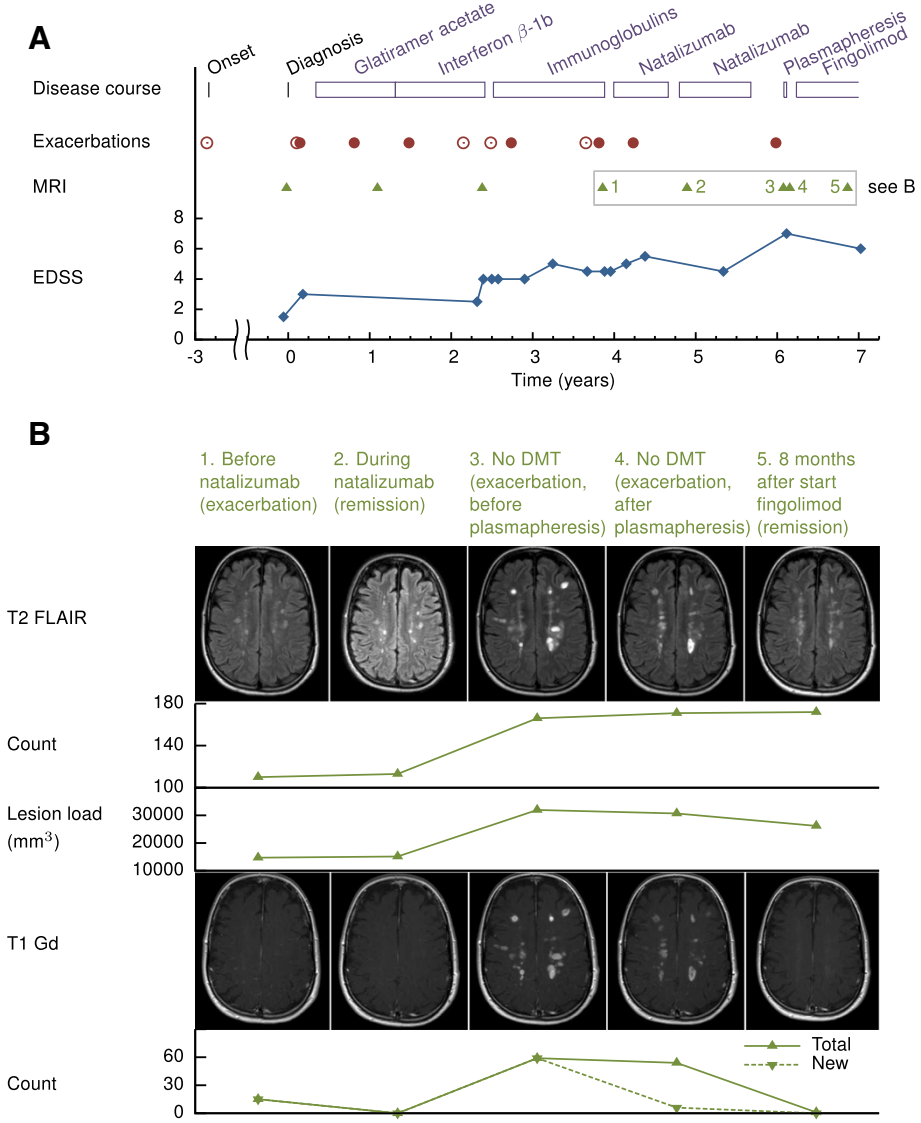 A
Onset
Diagnosis
Glatiramer acetate
Interferon β-1b
Immunoglobulins
Natalizumab
Natalizumab
Plasmapheresis
Fingolimod
Disease course
Exacerbations
MRI
1
2
3
4
5
see B
8
6
EDSS
4
2
0
-3
0
1
2
3
4
5
6
7
Time (years)
B
1. Before
natalizumab
(exacerbation)
2. During
natalizumab
(remission)
3. No DMT
(exacerbation,
before
plasmapheresis)
4. No DMT
(exacerbation,
after
plasmapheresis)
5. 8 months
after start
fingolimod
(remission)
T2 FLAIR
180
Count
140
100
Lesion load
(mm³)
30000
20000
10000
T1 Gd
Total
New
60
Count
30
0